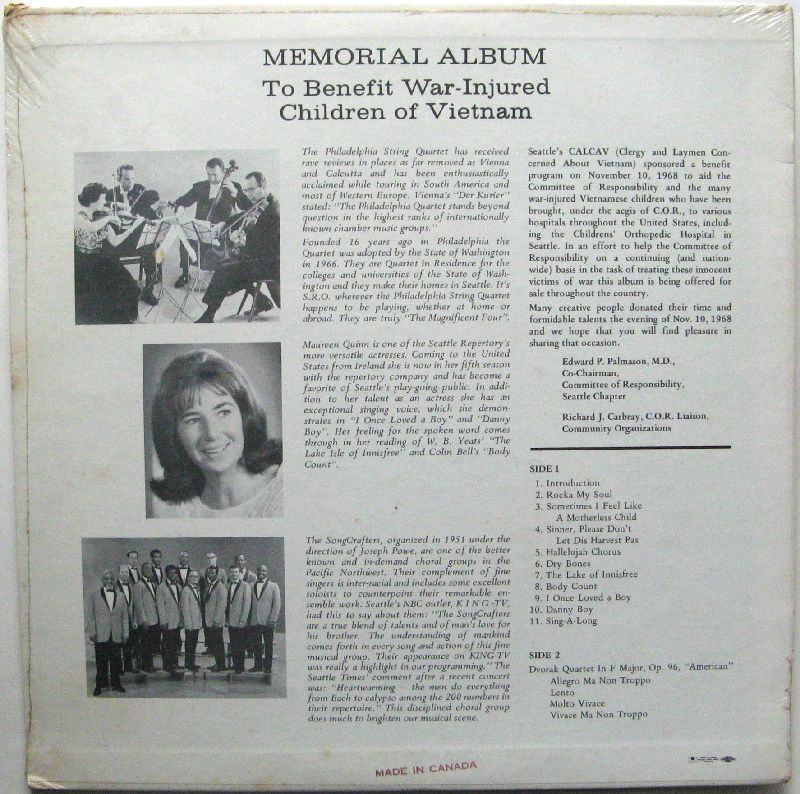 MEMORIAL ALBUM
To Benefit War-Injured
Children of Vietnam
The Philadelphia String Quartet has received
rave reviews in places as far removed as Vienna
and Calcutta and has been enthusiastically
acclaimed while touring in South America and
most of Western Europe. Vienna's "Der Kurier"
stated: "The Philadelphia Quartet stands beyond
question in the highest ranks of internationally
known chamber music groups."
Founded 16 years ago in Philadelphia the
Quartet was adopted by the State of Washington
in 1966. They are Quartet in Residence for the
colleges and universities of the State of Wash-
ington and they make their homes in Seattle. It's
S.R.O. wherever the Philadelphia String Quartet
happens to be playing, whether at home or
abroad. They are truly "The Magnificent Four".
Maureen Quinn is one of the Seattle Repertory's
more versatile actresses. Coming to the United
States from Ireland she is now in her fifth season
with the repertory company and has become a
favorite of Seattle's play-going public. In addi-
tion to her talent as an actress she has an
exceptional singing voice, which she demon-
strates in "I Once Loved a Boy" and "Danny
Boy". Her feeling for the spoken word comes
through in her reading of W. B. Yeats' "The
Lake Isle of Innisfree" and Colin Bell's "Body
Count".
The SongCrafters, organized in 1951 under the
direction of Joseph Powe, are one of the better
known and in-demand choral groups in the
Pacific Northwest. Their complement of fine
singers is inter-racial and includes some excellent
soloists to counterpoint their remarkable en-
semble work. Seattle's NBC outlet, K I N G -TV,
had this to say about them: "The SongCrafters
are a true blend of talents and of man's love for
his brother. The understanding of mankind
comes forth in every song and action of this fine
musical group. Their appearance on KING-TV
was really a highlight in our programming." The
Seattle Times' comment after a recent concert
was: "Heartwarming – the men do everything
from Bach to calypso among the 200 numbers in
their repertoire." This disciplined choral group
does much to brighten our musical scene.
Seattle's CALCAV (Clergy and Laymen Con-
cerned About Vietnam) sponsored a benefit
program on November 10, 1968 to aid the
Committee of Responsibility and the many
war-injured Vietnamese children who have been
brought, under the agis of C.O.R., to various
hospitals throughout the United States, includ-
ing the Childrens' Orthopedic Hospital in
Seattle. In an effort to help the Committee of
Responsibility on a continuing (and nation-
wide) basis in the task of treating these innocent
victims of war this album is being offered for
sale throughout the country.
Many creative people donated their time and
formidable talents the evening of Nov. 10, 1968
and we hope that you will find pleasure in
sharing that occasion.
Edward P. Palmason, M.D.,
Co-Chairman,
Committee of Responsibility,
Seattle Chapter
Richard J. Carbray, C.O.R. Liaison,
Community Organizations
SIDE 1
1. Introduction
2. Rocka My Soul
3. Sometimes I Feel Like
A Motherless Child
4. Sinner, Please Don't
Let Dis Harvest Pas
5. Hallelujah Chorus
6. Dry Bones
7. The Lake of Innisfree
8. Body Count
9. I Once Loved a Boy
10. Danny Boy
11. Sing-A-Long
SIDE 2
Dvorak Quartet In F Major, Op. 96, "American"
Allegro Ma Non Troppo
Lento
Molto Vivace
Vivace Ma Non Troppo
MADE IN CANADA